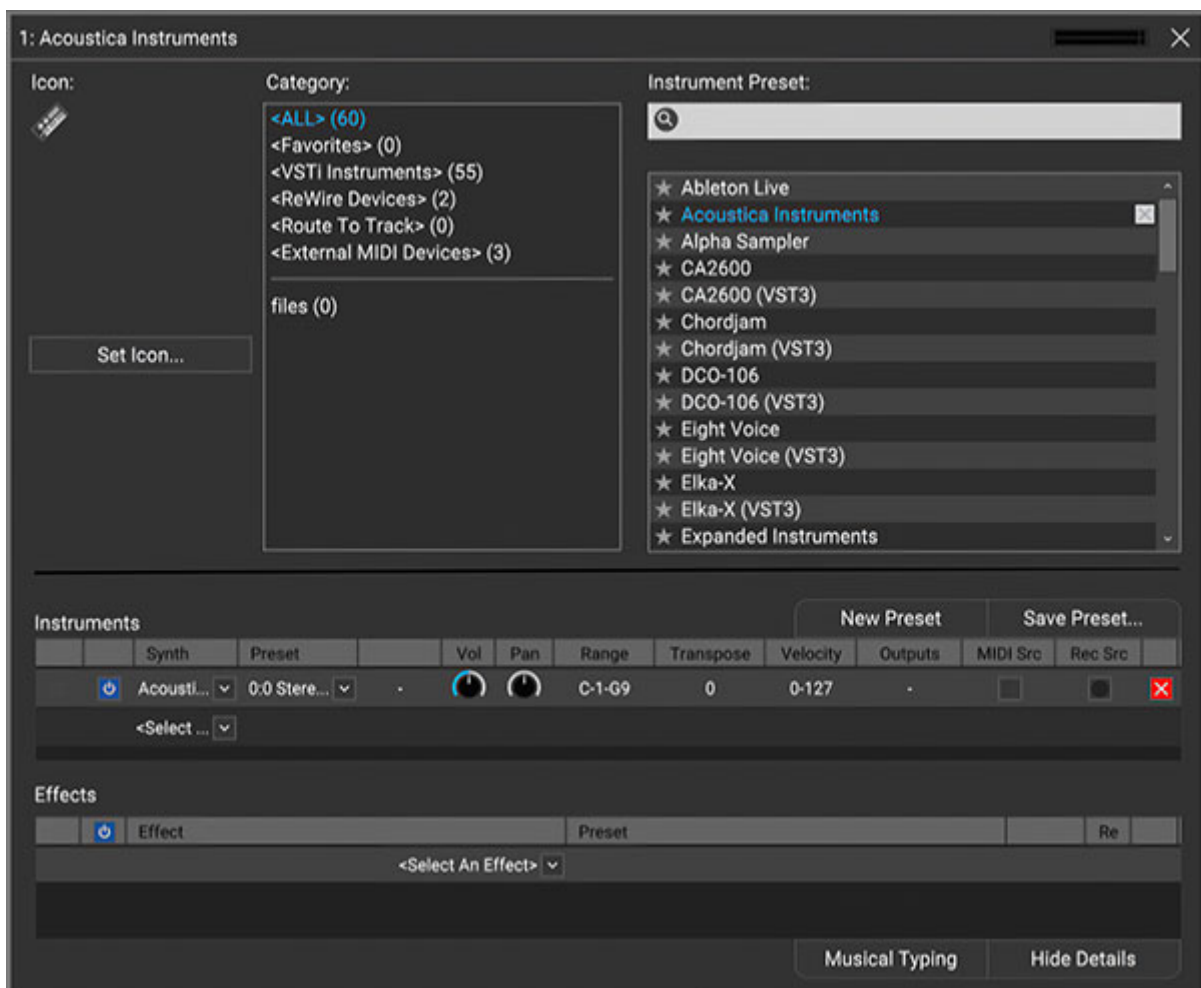 1: Acoustica Instruments
Icon:
Category:
Instrument Preset:
<ALL> (60)
<Favorites> (0)
<VSTi Instruments> (55)
<ReWire Devices> (2)
<Route To Track> (0)
<External MIDI Devices> (3)
files (0)
Set Icon...
Ableton Live
Acoustica Instruments
Alpha Sampler
CA2600
CA2600 (VST3)
Chordjam
Chordjam (VST3)
DCO-106
DCO-106 (VST3)
Eight Voice
Eight Voice (VST3)
Elka-X
Elka-X (VST3)
Expanded Instruments
Instruments
New Preset Save Preset...
Synth Preset Vol Pan Range Transpose Velocity Outputs MIDI Src Rec Src
Acousti... 0:0 Stere... - C-1-G9 0 0-127 -
<Select ...
Effects
Effect Preset Re
<Select An Effect>
Musical Typing Hide Details